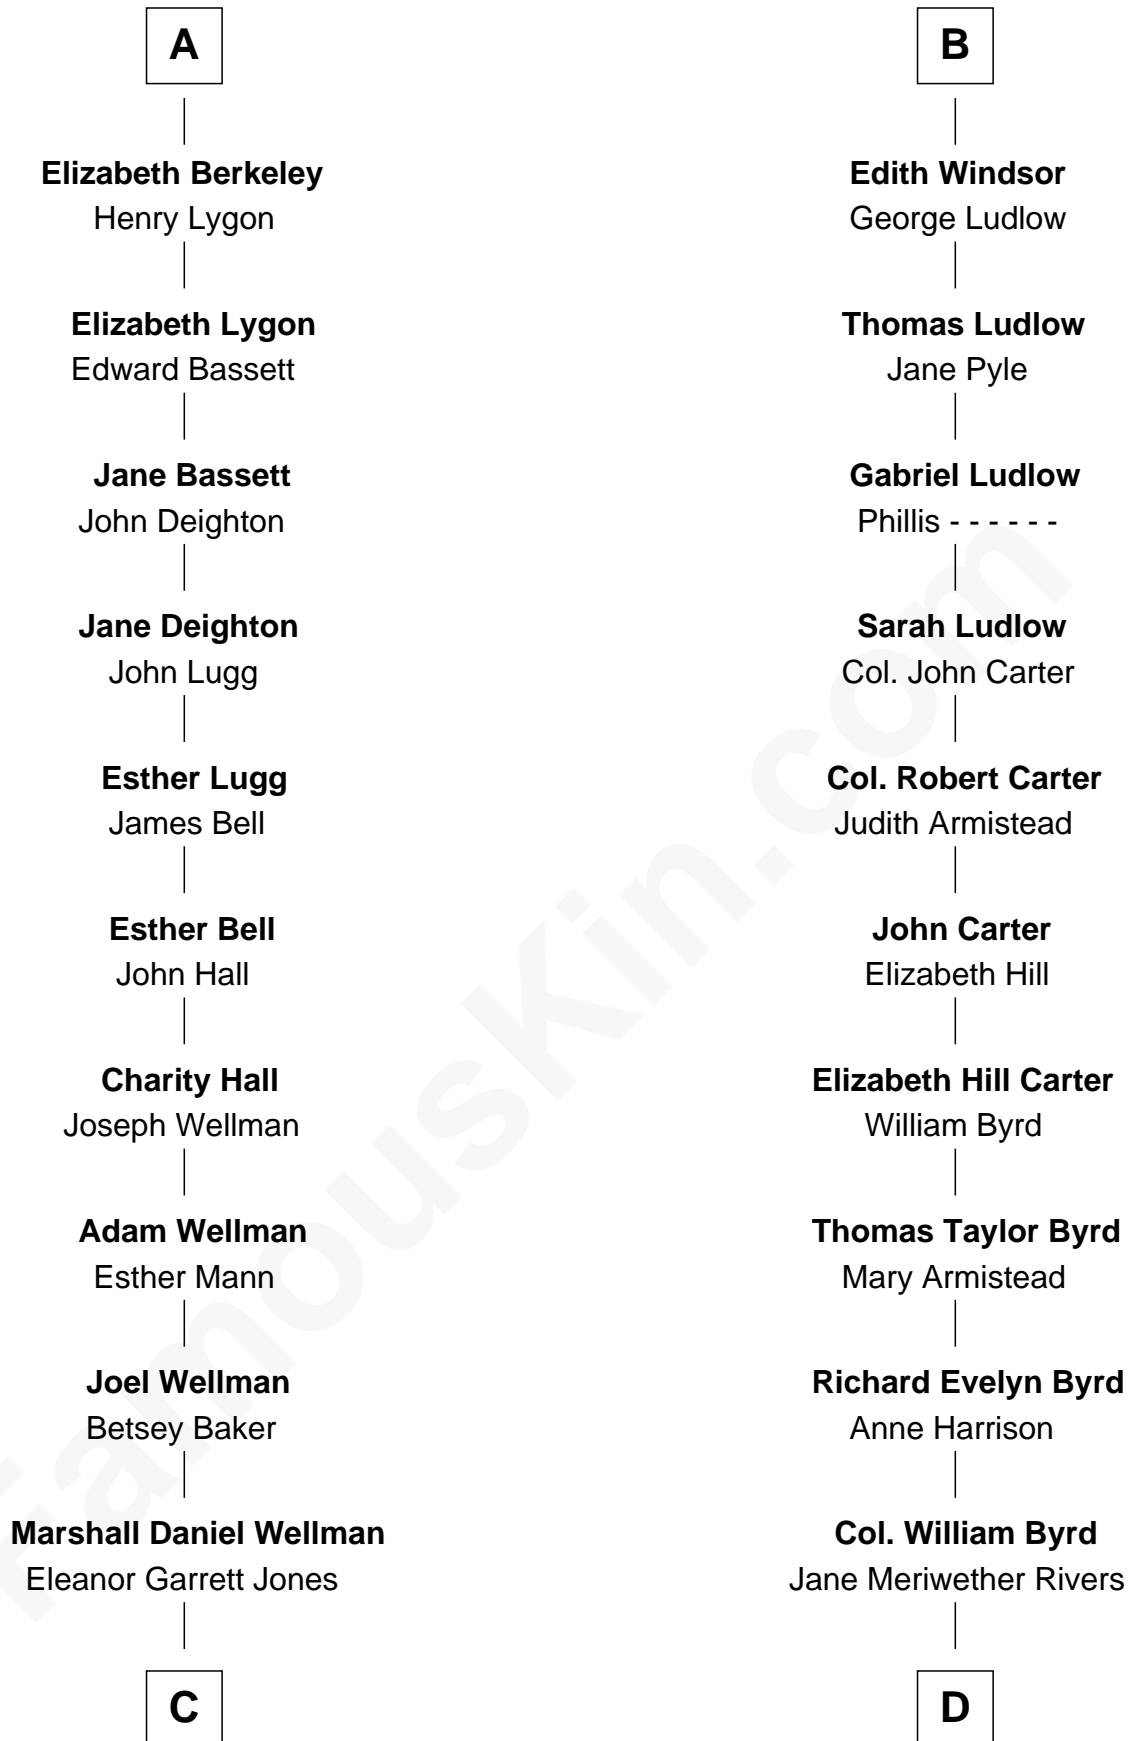 A
Elizabeth Berkeley
Henry Lygon
Elizabeth Lygon
Edward Bassett
Jane Bassett
John Deighton
Jane Deighton
John Lugg
Esther Lugg
James Bell
Esther Bell
John Hall
Charity Hall
Joseph Wellman
Adam Wellman
Esther Mann
Joel Wellman
Betsey Baker
Marshall Daniel Wellman
Eleanor Garrett Jones
C
B
Edith Windsor
George Ludlow
Thomas Ludlow
Jane Pyle
Gabriel Ludlow
Phillis - - - - - -
Sarah Ludlow
Col. John Carter
Col. Robert Carter
Judith Armistead
John Carter
Elizabeth Hill
Elizabeth Hill Carter
William Byrd
Thomas Taylor Byrd
Mary Armistead
Richard Evelyn Byrd
Anne Harrison
Col. William Byrd
Jane Meriwether Rivers
D
FamousKin.com